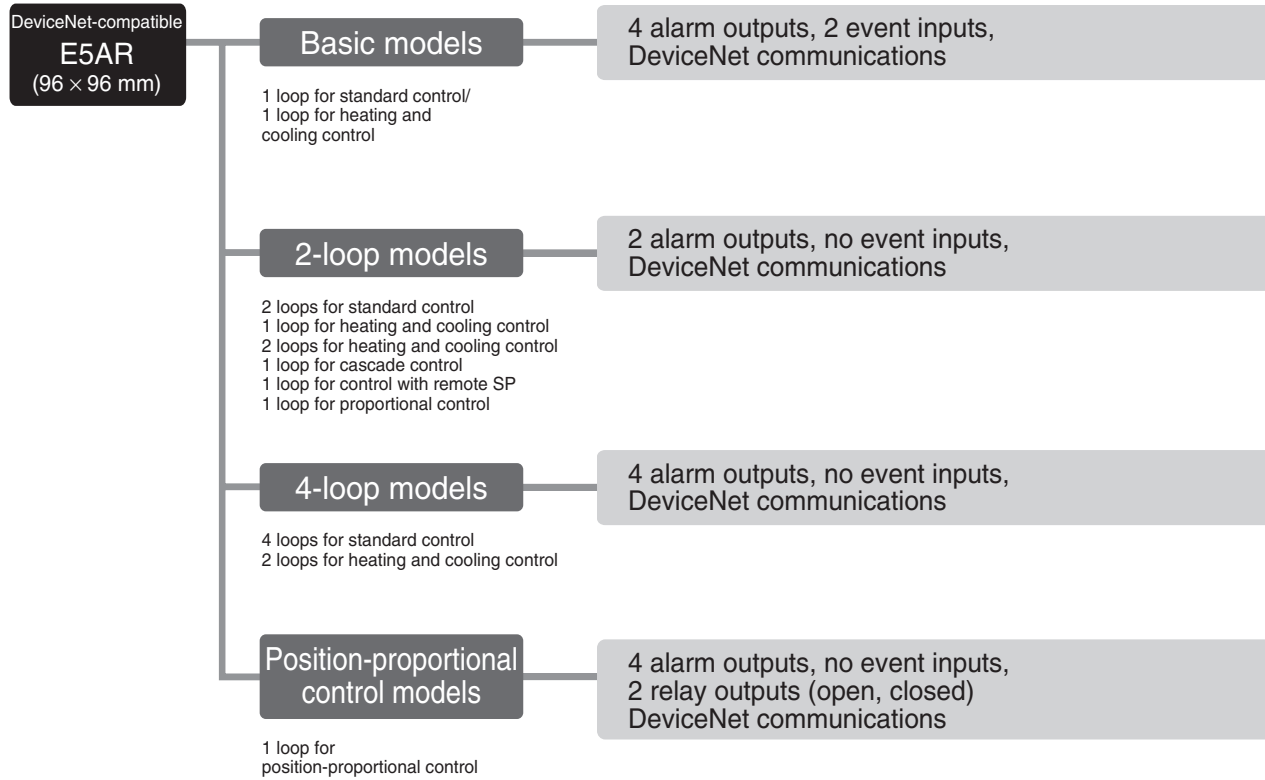 DeviceNet-compatible
E5AR
(96 × 96 mm)
Basic models
4 alarm outputs, 2 event inputs,
DeviceNet communications
1 loop for standard control/
1 loop for heating and
cooling control
2-loop models
2 alarm outputs, no event inputs,
DeviceNet communications
2 loops for standard control
1 loop for heating and cooling control
2 loops for heating and cooling control
1 loop for cascade control
1 loop for control with remote SP
1 loop for proportional control
4-loop models
4 alarm outputs, no event inputs,
DeviceNet communications
4 loops for standard control
2 loops for heating and cooling control
Position-proportional
control models
4 alarm outputs, no event inputs,
2 relay outputs (open, closed)
DeviceNet communications
1 loop for
position-proportional control